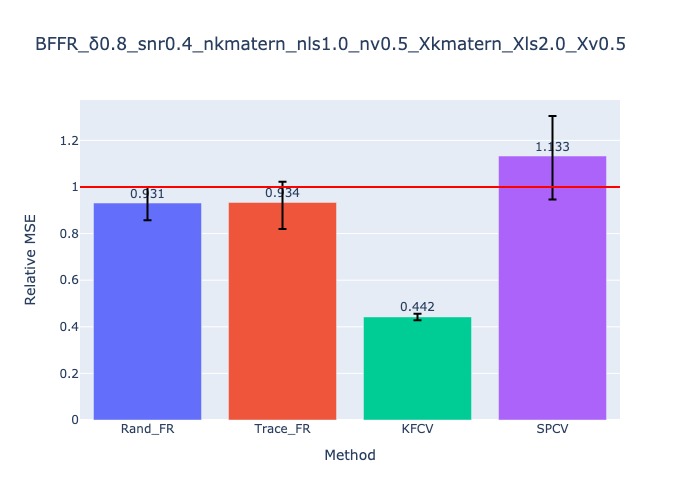 BFFR_δ0.8_snr0.4_nkmatern_nls1.0_nv0.5_Xkmatern_Xls2.0_Xv0.5
Relative MSE
1.2
1
0.8
0.6
0.4
0.2
0
0.931
0.934
0.442
1.133
Rand_FR
Trace_FR
KFCV
SPCV
Method